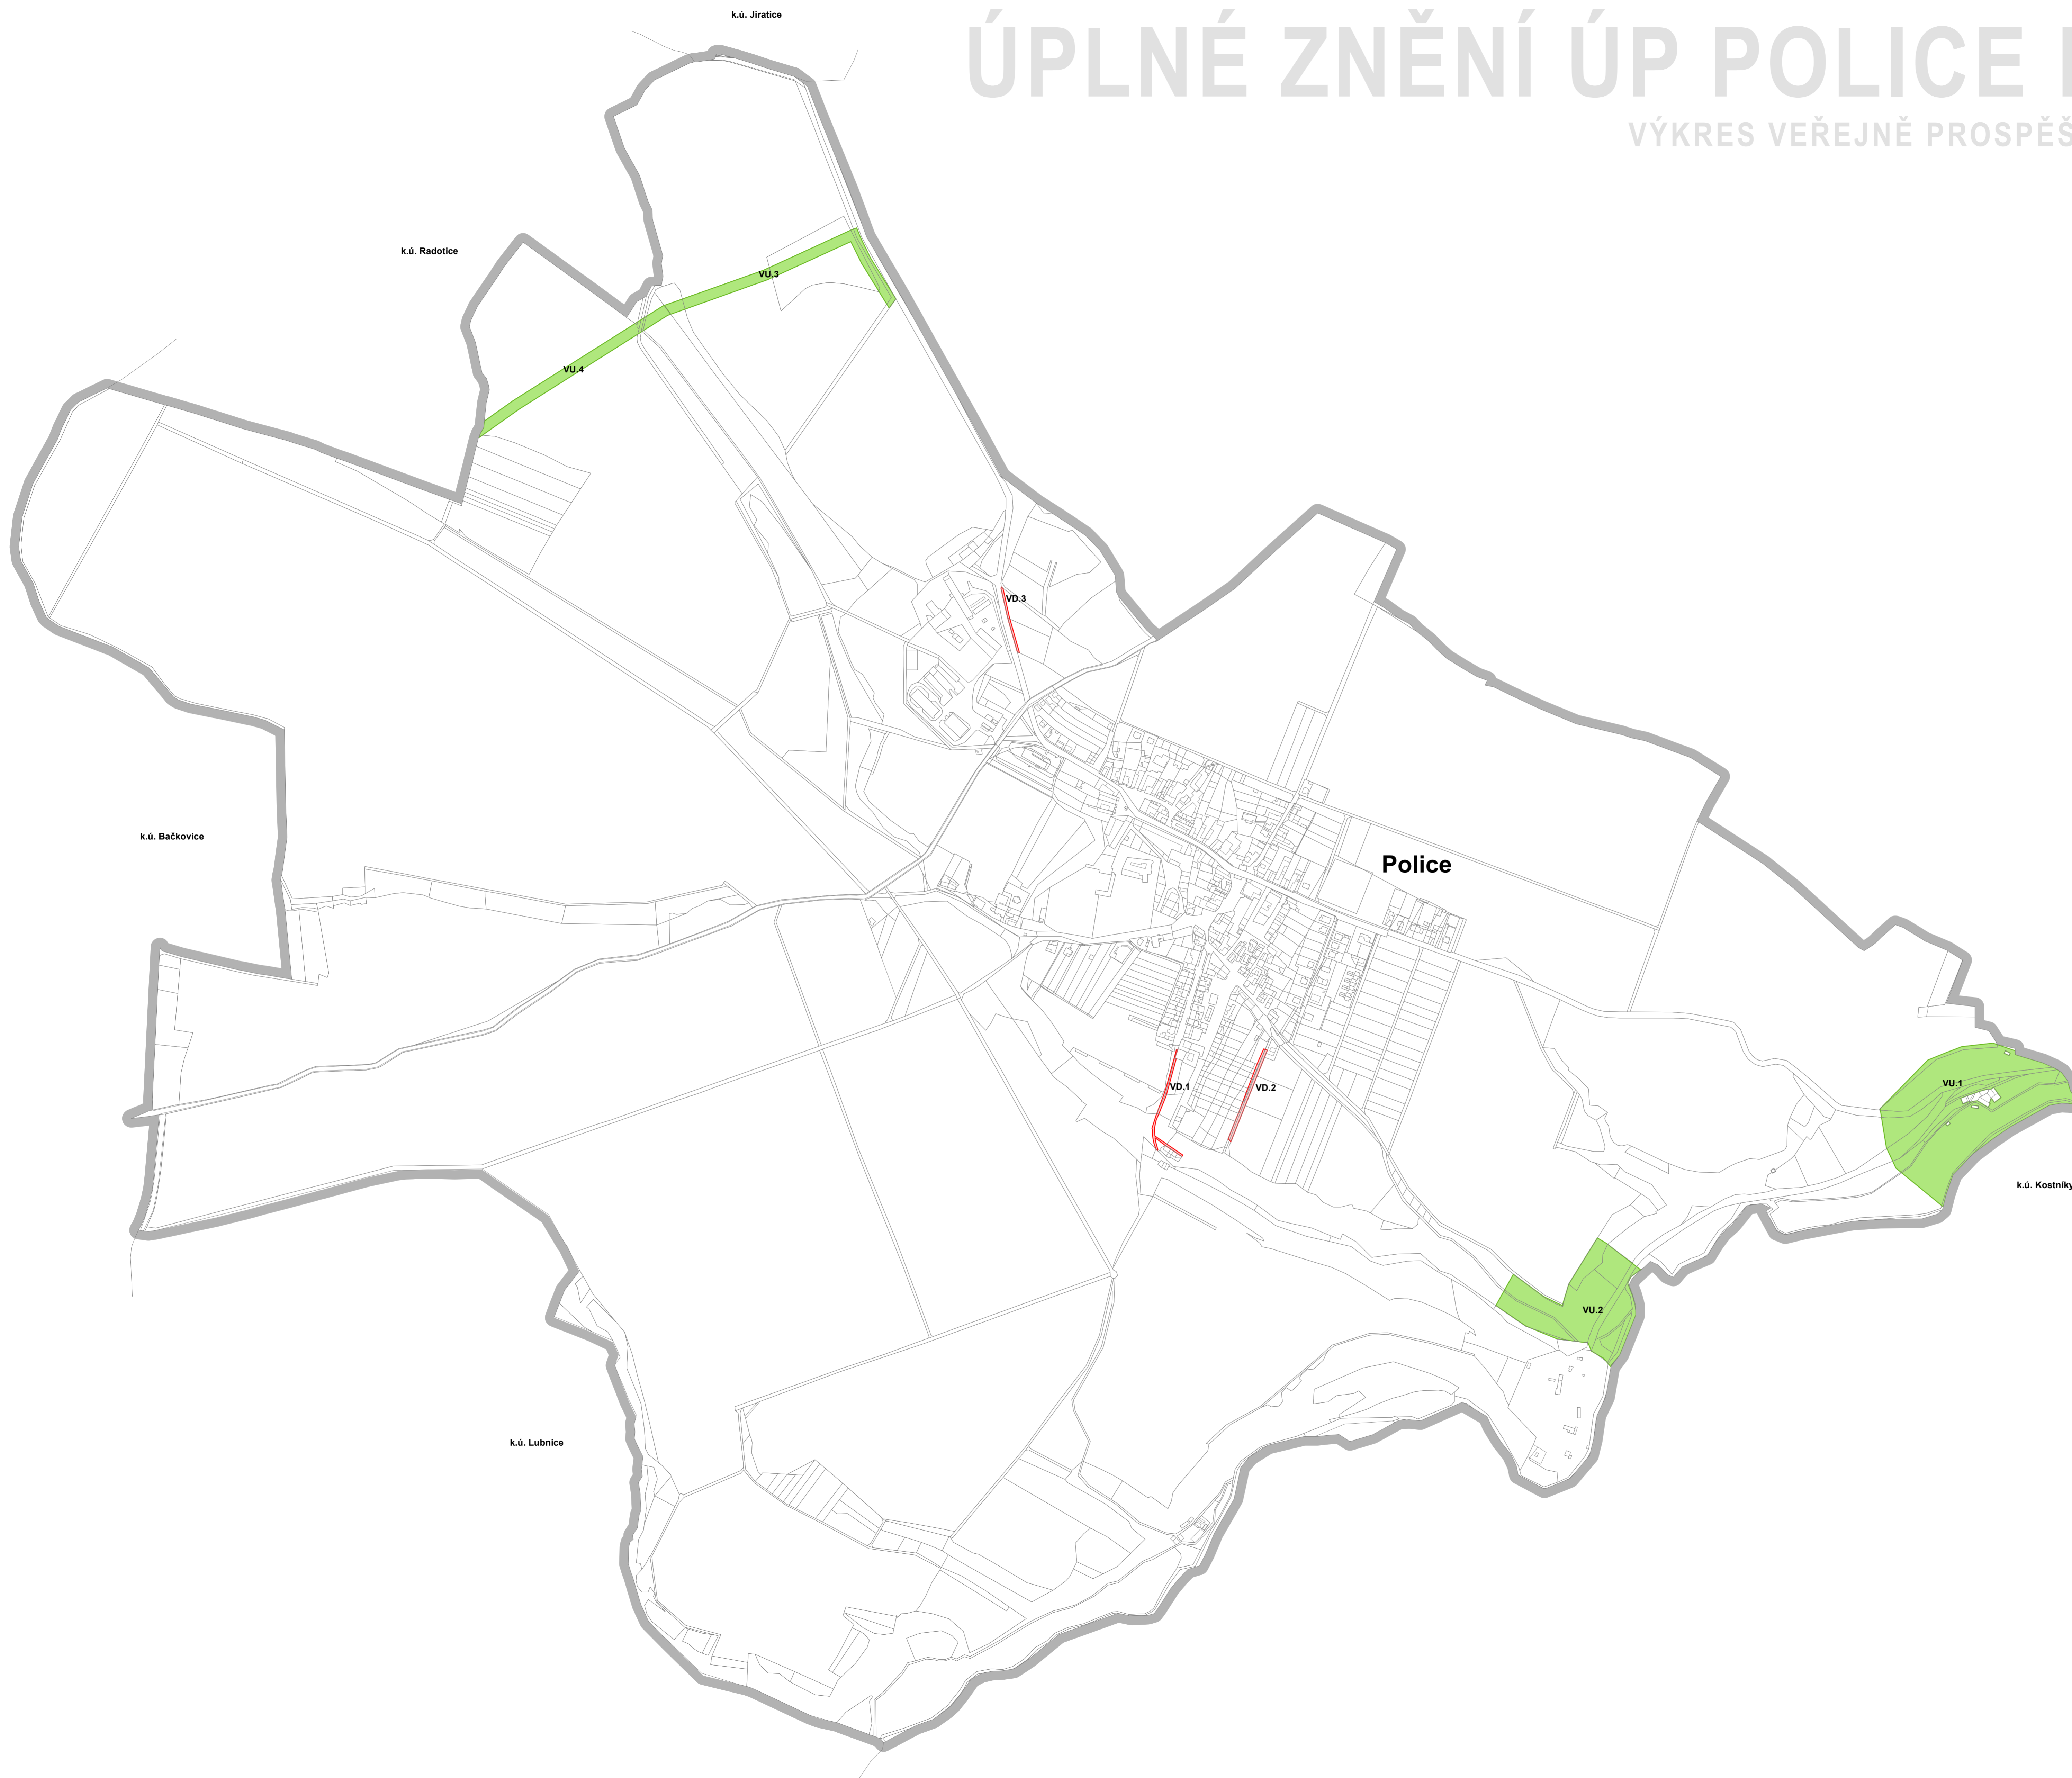 k.ú. Jiratice
ÚPLNÉ ZNĚNÍ ÚP POLICE
VÝKRES VEŘEJNĚ PROSPĚŠ
k.ú. Radotice
VU.3
VU.4
VD.3
k.ú. Bačkovice
Police
VD.1
VD.2
VU.1
k.ú. Kostníky
VU.2
k.ú. Lubnice